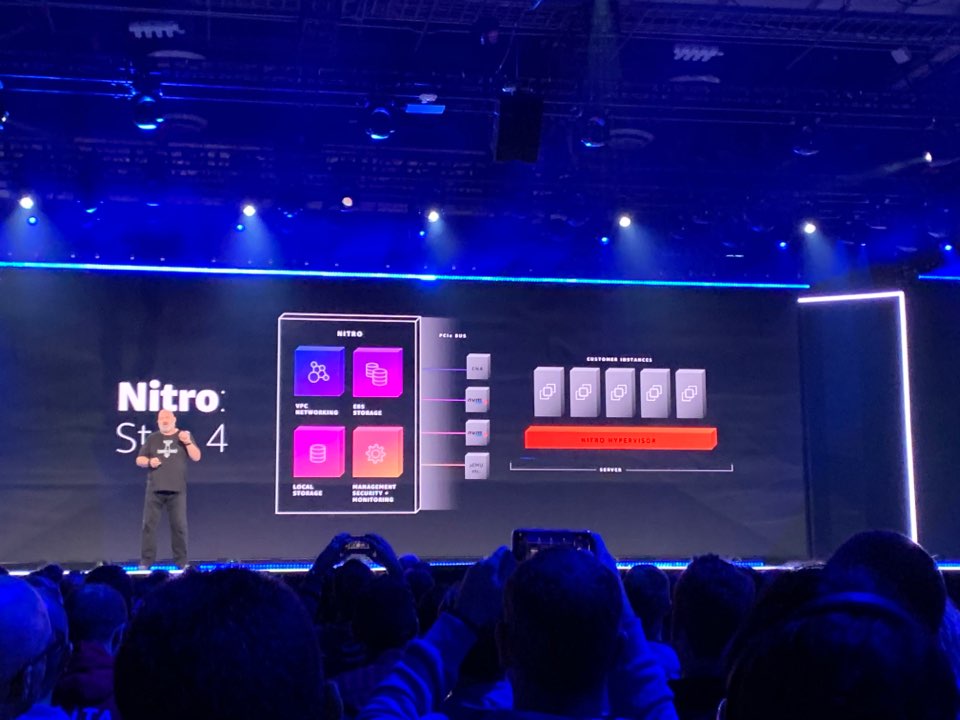 Nitro:
St 4
NITRO
VPC
NETWORKING
EBS
STORAGE
LOCAL
STORAGE
MANAGEMENT
SECURITY +
MONITORING
PCIe BUS
ENA
CUSTOMER INSTANCES
NITRO HYPERVISOR
SERVER